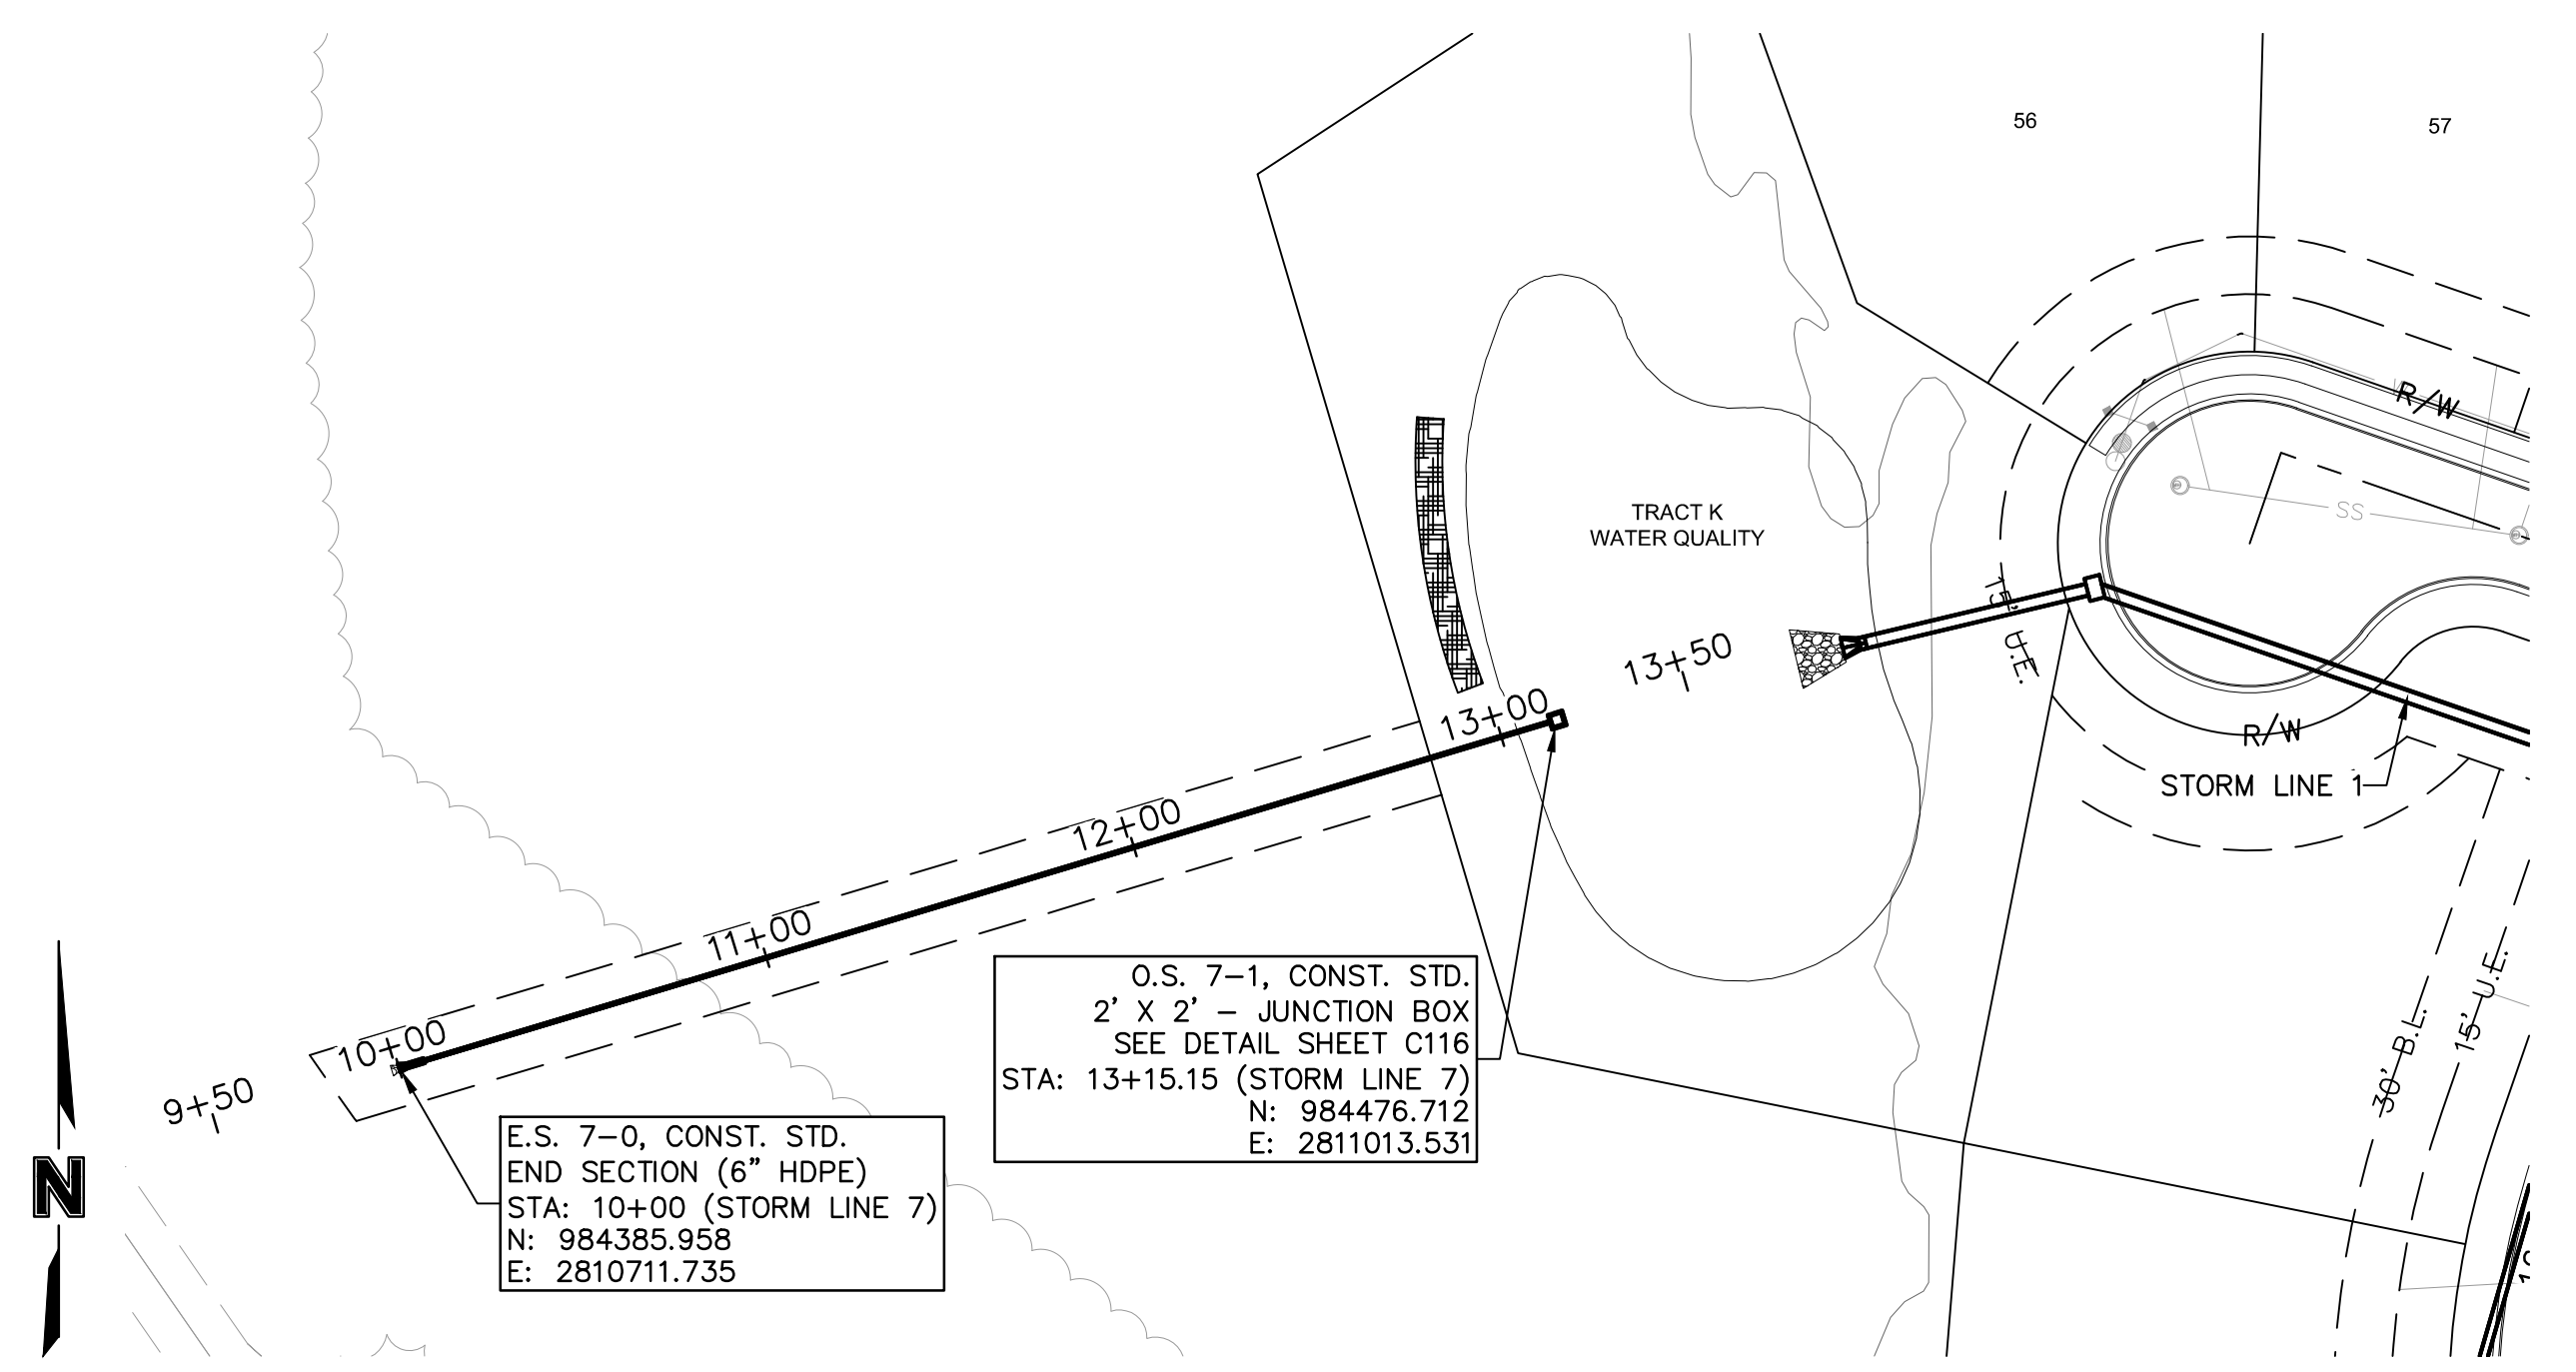 56
57
R/W
TRACT K
WATER QUALITY
SS
15' U.E.
13+50
13+00
R/W
STORM LINE 1
12+00
11+00
10+00
9+50
O.S. 7-1, CONST. STD.
2' X 2' - JUNCTION BOX
SEE DETAIL SHEET C116
STA: 13+15.15 (STORM LINE 7)
N: 984476.712
E: 2811013.531
E.S. 7-0, CONST. STD.
END SECTION (6" HDPE)
STA: 10+00 (STORM LINE 7)
N: 984385.958
E: 2810711.735
30' B.L.
15' U.E.
N